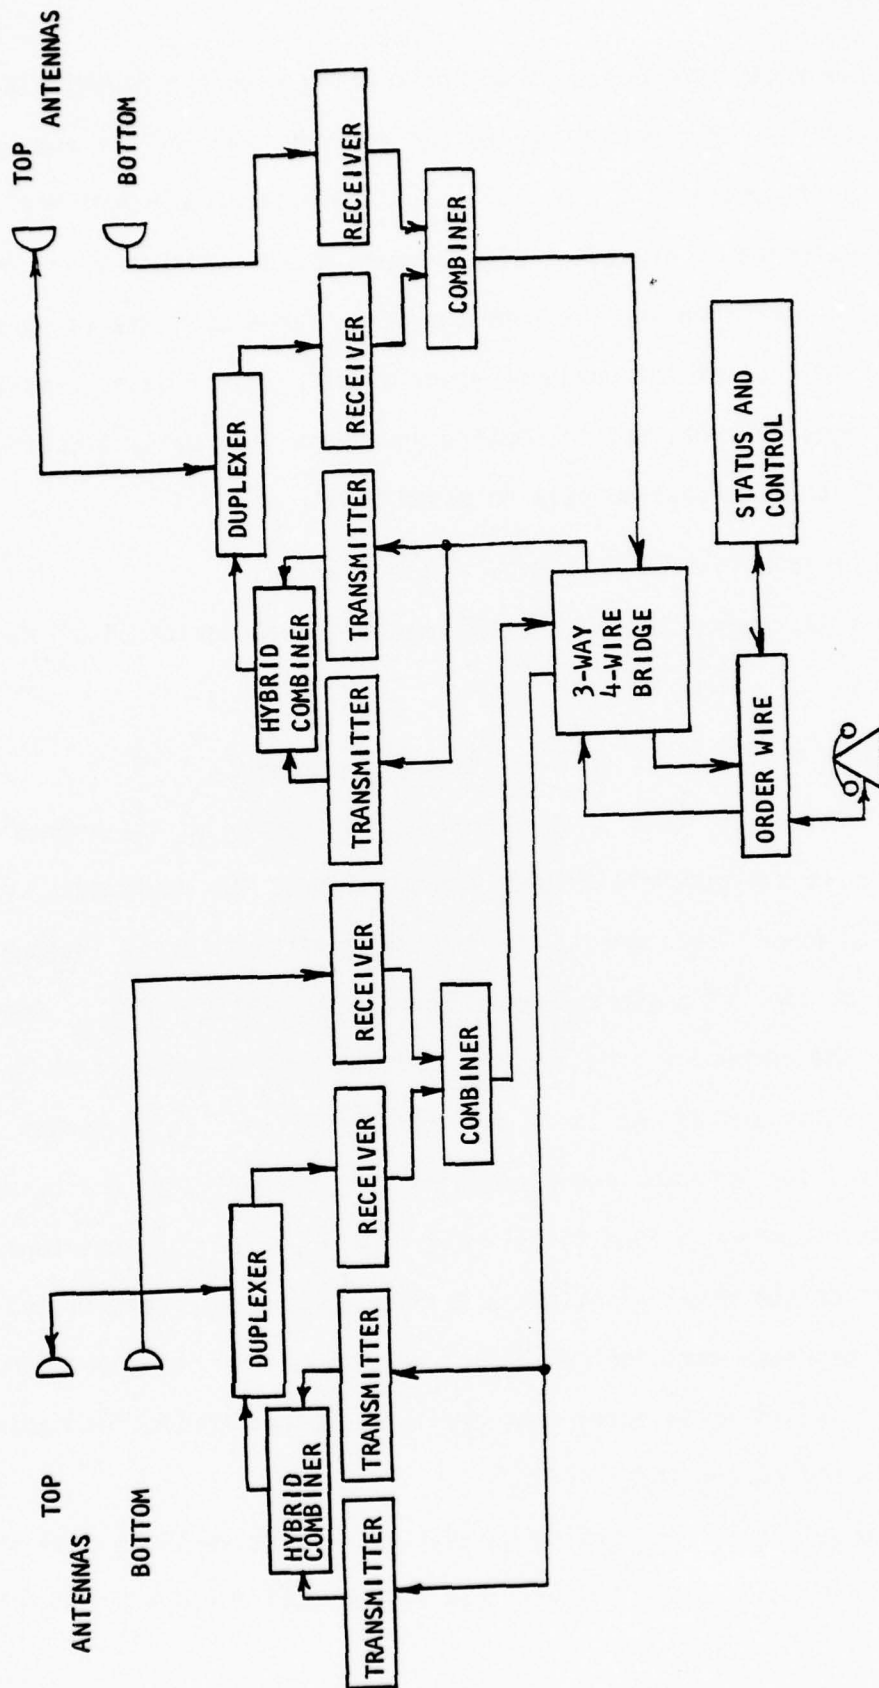 TOP
ANTENNAS
BOTTOM
TOP
ANTENNAS
BOTTOM
DUPLEXER
DUPLEXER
HYBRID
COMBINER
HYBRID
COMBINER
TRANSMITTER
TRANSMITTER
RECEIVER
RECEIVER
TRANSMITTER
TRANSMITTER
RECEIVER
RECEIVER
COMBINER
COMBINER
3-WAY
4-WIRE
BRIDGE
ORDER WIRE
STATUS AND
CONTROL